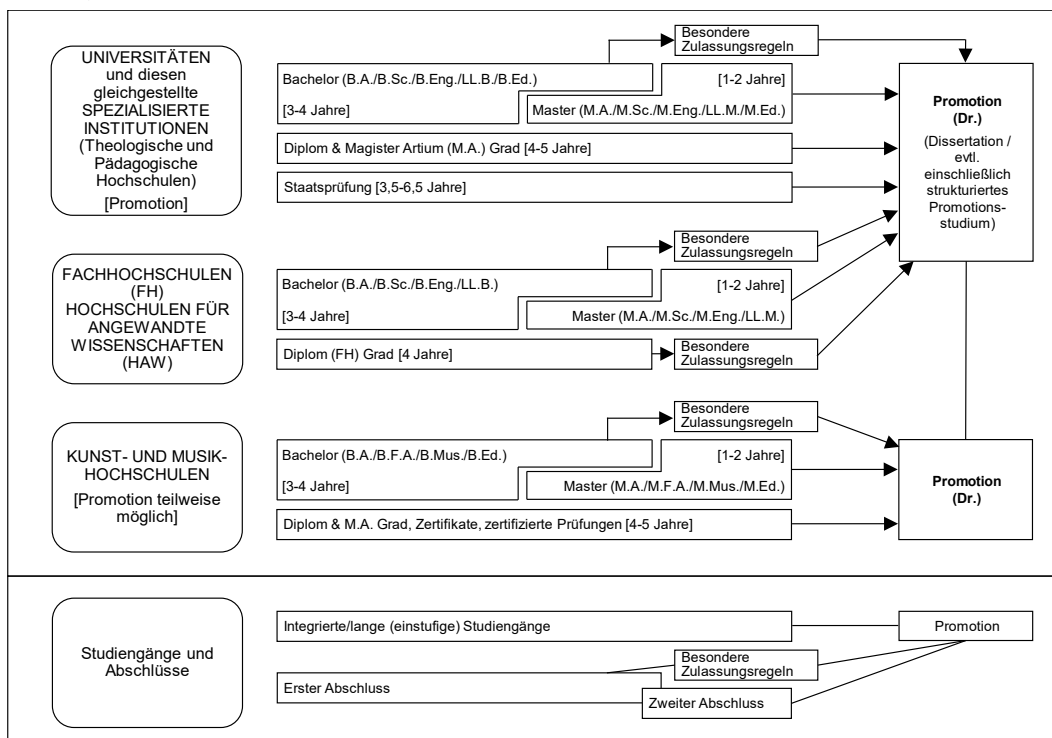 UNIVERSITÄTEN
und diesen
gleichgestellte
SPEZIALISIERTE
INSTITUTIONEN
(Theologische und
Pädagogische
Hochschulen)
[Promotion]
Besondere
Zulassungsregeln
Bachelor (B.A./B.Sc./B.Eng./LL.B./B.Ed.)
[1-2 Jahre]
[3-4 Jahre]
Master (M.A./M.Sc./M.Eng./LL.M./M.Ed.)
Diplom & Magister Artium (M.A.) Grad [4-5 Jahre]
Staatsprüfung [3,5-6,5 Jahre]
Promotion
(Dr.)
(Dissertation /
evtl.
einschließlich
strukturiertes
Promotions-
studium)
FACHHOCHSCHULEN
(FH)
HOCHSCHULEN FÜR
ANGEWANDTE
WISSENSCHAFTEN
(HAW)
Besondere
Zulassungsregeln
Bachelor (B.A./B.Sc./B.Eng./LL.B.)
[1-2 Jahre]
[3-4 Jahre]
Master (M.A./M.Sc./M.Eng./LL.M.)
Diplom (FH) Grad [4 Jahre]
Besondere
Zulassungsregeln
KUNST- UND MUSIK-
HOCHSCHULEN
[Promotion teilweise
möglich]
Besondere
Zulassungsregeln
Bachelor (B.A./B.F.A./B.Mus./B.Ed.)
[1-2 Jahre]
[3-4 Jahre]
Master (M.A./M.F.A./M.Mus./M.Ed.)
Diplom & M.A. Grad, Zertifikate, zertifizierte Prüfungen [4-5 Jahre]
Promotion
(Dr.)
Studiengänge und
Abschlüsse
Integrierte/lange (einstufige) Studiengänge
Promotion
Besondere
Zulassungsregeln
Erster Abschluss
Zweiter Abschluss